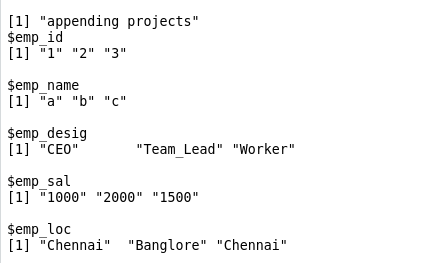 [1] "appending projects"
$emp_id
[1] "1" "2" "3"
$emp_name
[1] "a" "b" "c"
$emp_desig
[1] "CEO"       "Team_Lead" "Worker"
$emp_sal
[1] "1000" "2000" "1500"
$emp_loc
[1] "Chennai"  "Banglore" "Chennai"